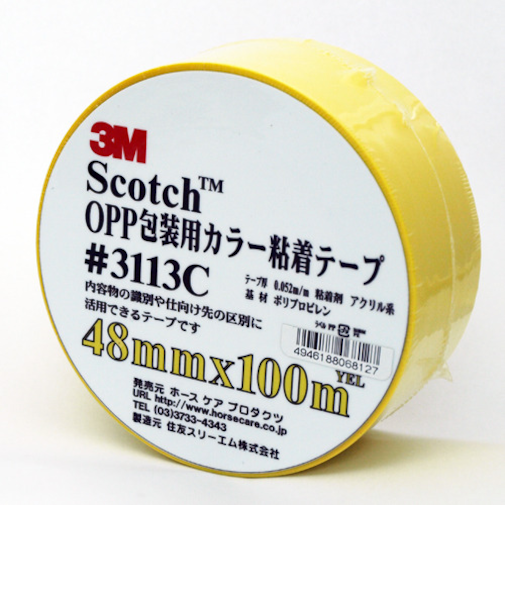 3M
Scotch™
OPP包装用カラー粘着テープ
#3113C
テープ厚 0.052m/m 粘着剤 アクリル系
基材 ポリプロピレン
内容物の識別や仕向け先の区別に
活用できるテープです
4946188068127
YEL
48mmx100m
発売元 ホース ケア プロダクツ
URL http://www.horsecare.co.jp
TEL (03)3733-4343
製造元 住友スリーエム株式会社